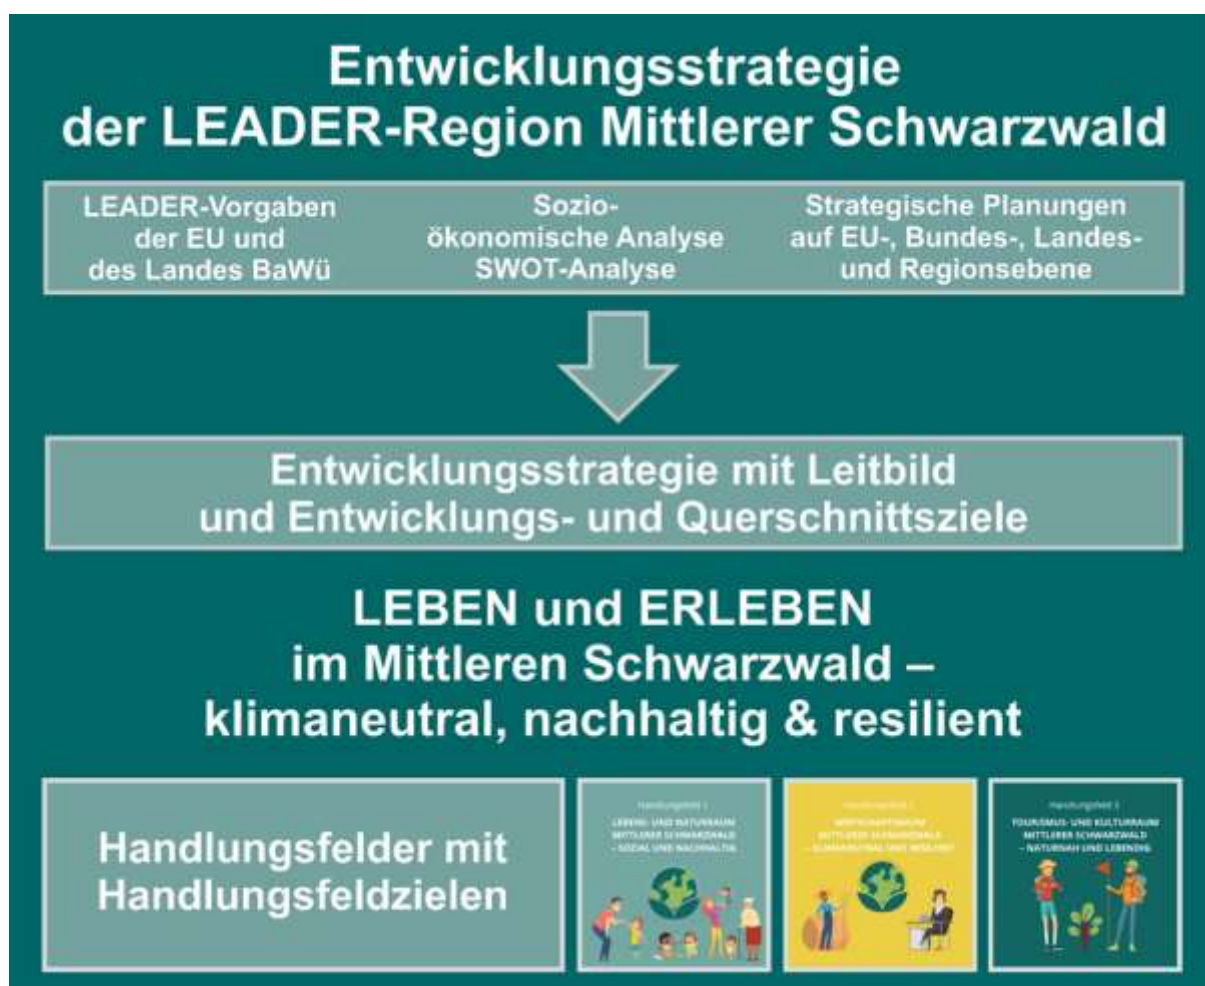 Entwicklungsstrategie
der LEADER-Region Mittlerer Schwarzwald
LEADER-Vorgaben
der EU und
des Landes BaWü
Sozio-
ökonomische Analyse
SWOT-Analyse
Strategische Planungen
auf EU-, Bundes-, Landes-
und Regionsebene
Entwicklungsstrategie mit Leitbild
und Entwicklungs- und Querschnittsziele
LEBEN und ERLEBEN
im Mittleren Schwarzwald –
klimaneutral, nachhaltig & resilient
Handlungsfelder mit
Handlungsfeldzielen
Handlungsfeld 1
LEBENS- UND NATURRAUM
MITTLERER SCHWARZWALD
– SOZIAL UND NACHHALTIG
Handlungsfeld 2
WIRTSCHAFTSRAUM
MITTLERER SCHWARZWALD
– KLIMANEUTRAL UND RESILIENT
Handlungsfeld 3
TOURISMUS- UND KULTURRAUM
MITTLERER SCHWARZWALD
– NATURNAH UND LEBENDIG